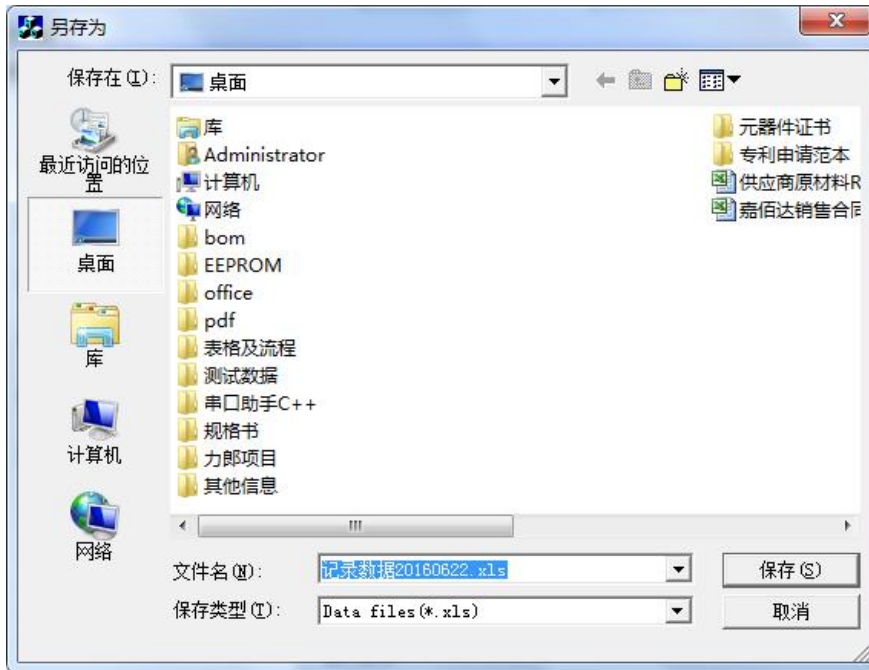 另存为
保存在(I):
桌面
最近访问的位置
桌面
库
计算机
网络
库
Administrator
计算机
网络
bom
EEPROM
office
pdf
表格及流程
测试数据
串口助手C++
规格书
力郎项目
其他信息
元器件证书
专利申请范本
供应商原材料R
嘉佰达销售合同
文件名(N):
记录数据20160622.xls
保存(S)
保存类型(T):
Data files(*.xls)
取消